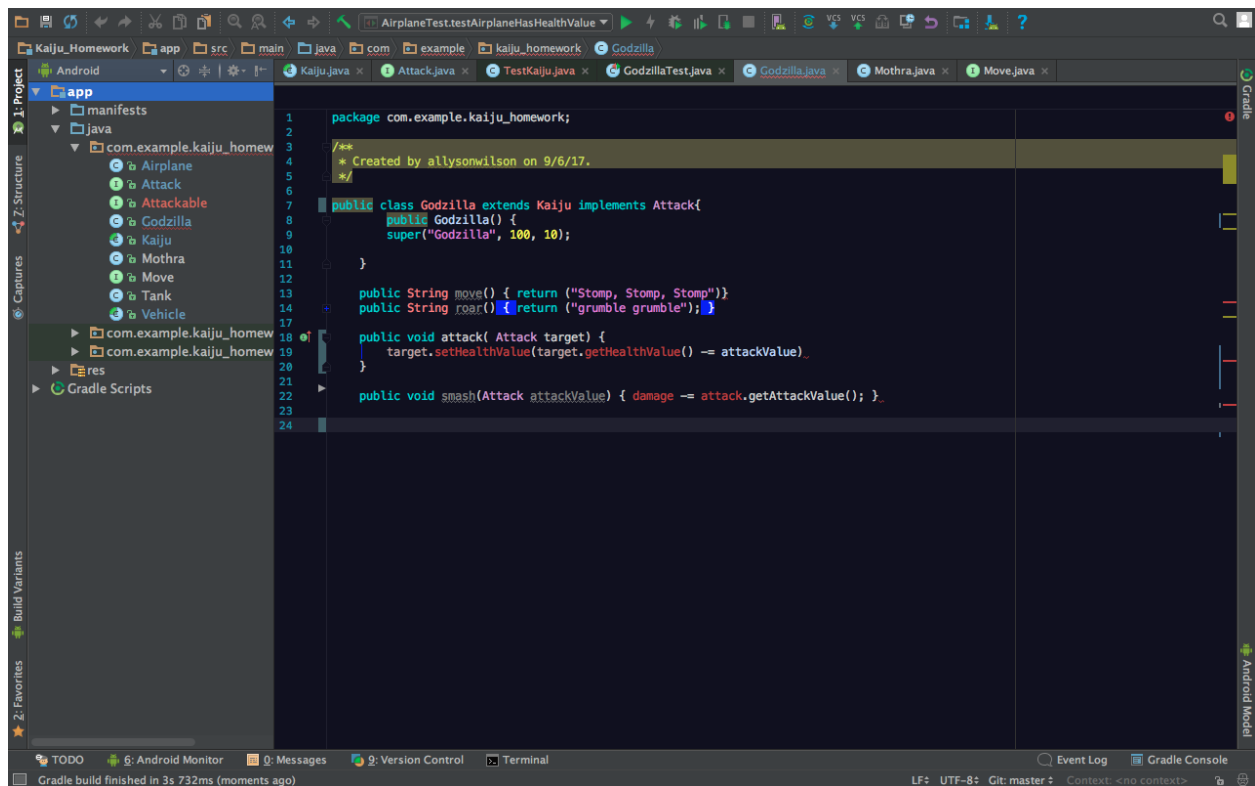 AirplaneTest.testAirplaneHasHealthValue
VCS VCS ?
Kaiju_Homework app src main java com example kaiju_homework Godzilla
Android
Kaiju.java × Attack.java × TestKaiju.java × GodzillaTest.java × Godzilla.java × Mothra.java × Move.java ×
1: Project
Z: Structure
Captures
Build Variants
2: Favorites
app
manifests
java
com.example.kaiju_homew
Airplane
Attack
Attackable
Godzilla
Kaiju
Mothra
Move
Tank
Vehicle
com.example.kaiju_homew
com.example.kaiju_homew
res
Gradle Scripts
1 package com.example.kaiju_homework;
2
3 /**
4 * Created by allysonwilson on 9/6/17.
5 */
6
7 public class Godzilla extends Kaiju implements Attack{
8 public Godzilla() {
9 super("Godzilla", 100, 10);
10
11 }
12
13 public String move() { return ("Stomp, Stomp, Stomp")}
14 public String roar() { return ("grumble grumble"); }
17
18 public void attack( Attack target) {
19 target.setHealthValue(target.getHealthValue() -= attackValue)
20 }
21
22 public void smash(Attack attackValue) { damage -= attack.getAttackValue(); }
23
24
Gradle
Android Model
TODO 6: Android Monitor 0: Messages 9: Version Control Terminal Event Log Gradle Console
Gradle build finished in 3s 732ms (moments ago) LF÷ UTF-8÷ Git: master ÷ Context: <no context>